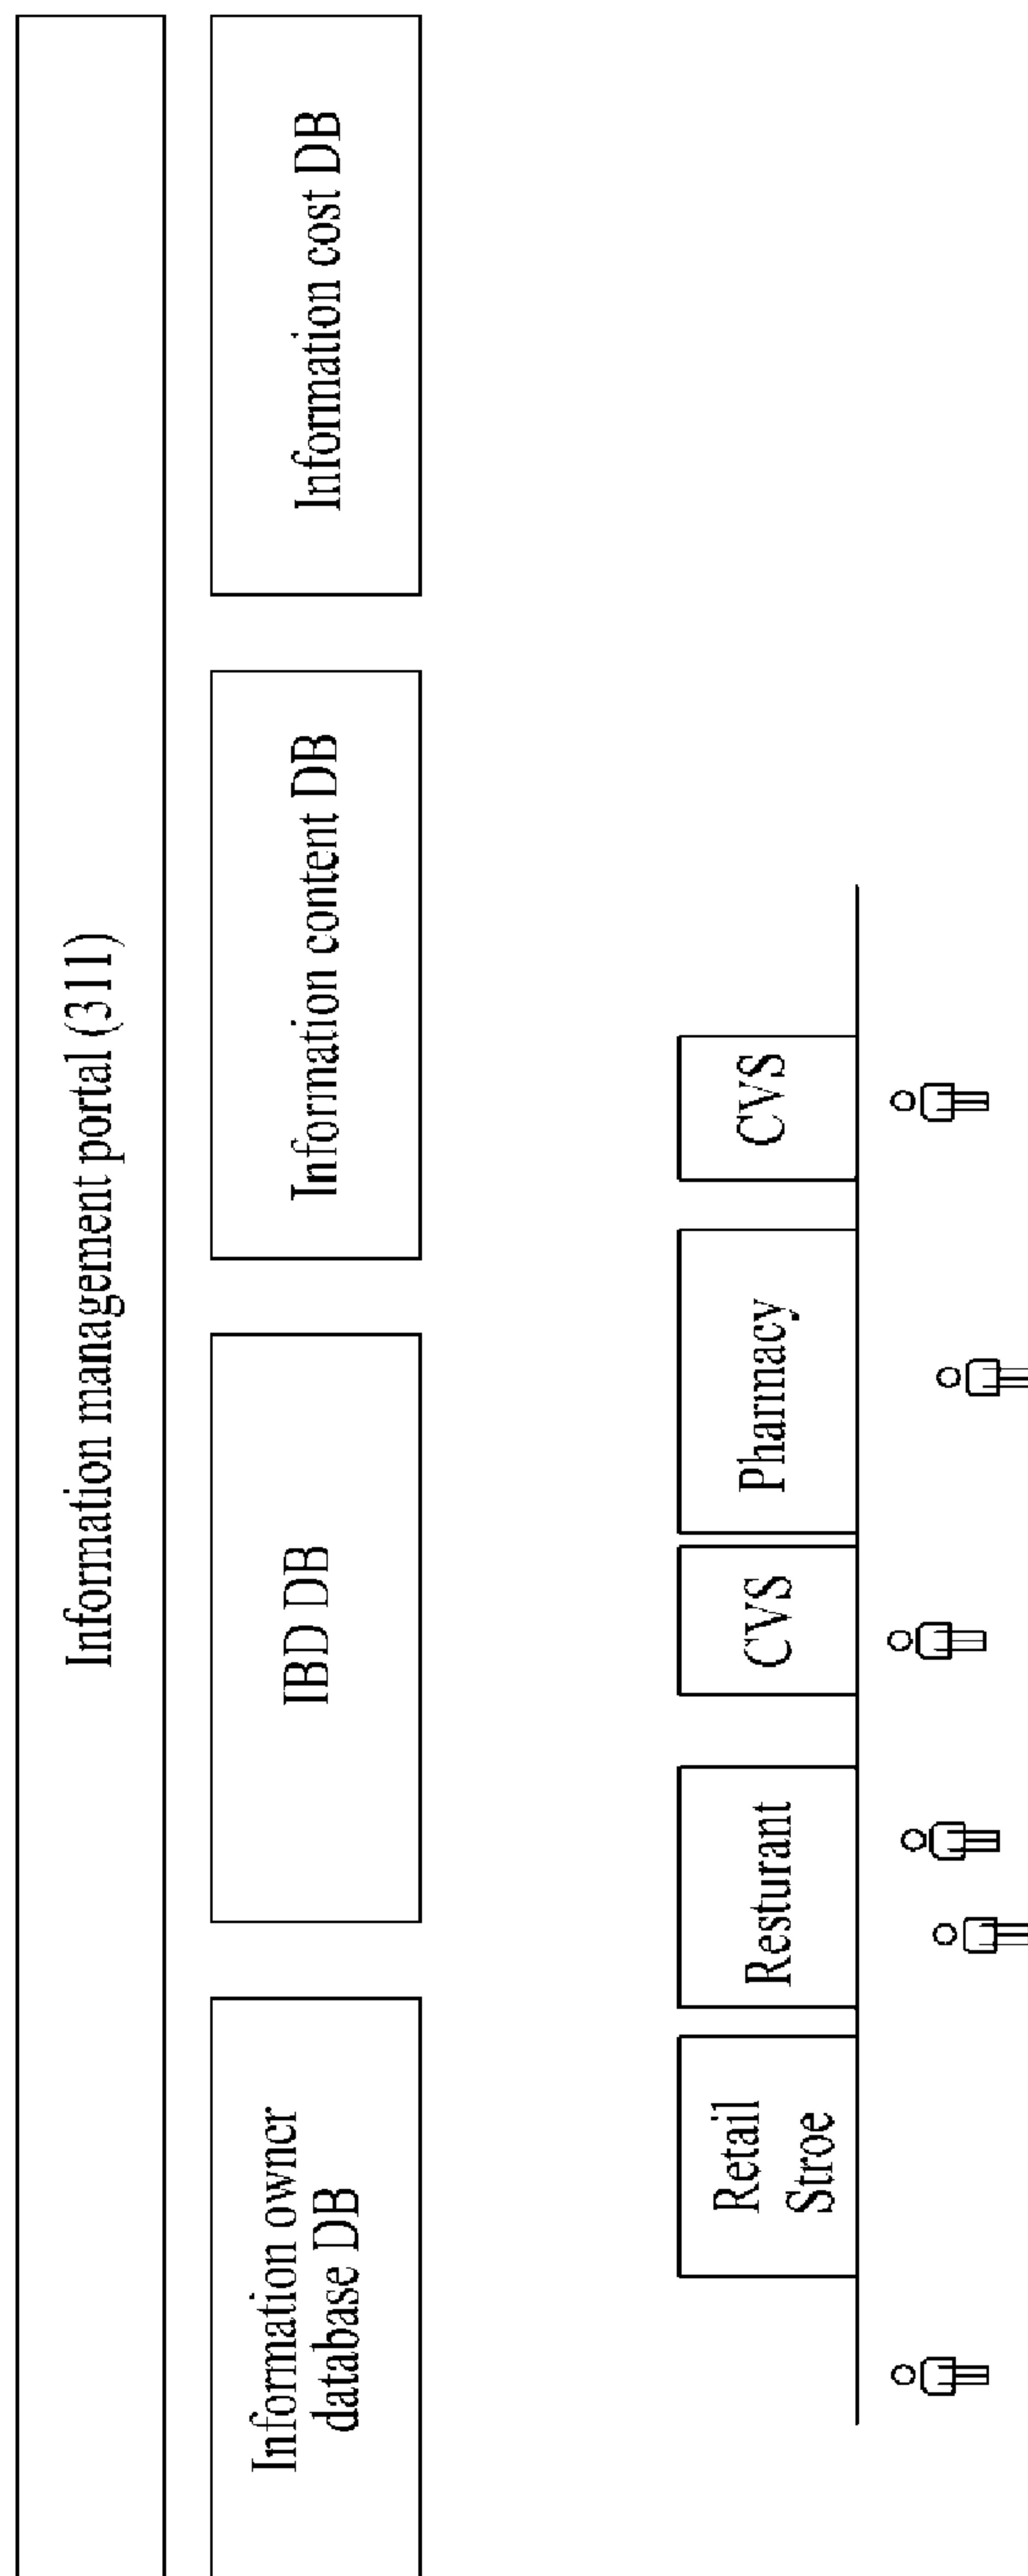 Information management portal (311)
Information owner
database DB
IBD DB
Information content DB
Information cost DB
Retail
Stroe
Resturant
CVS
Pharmacy
CVS